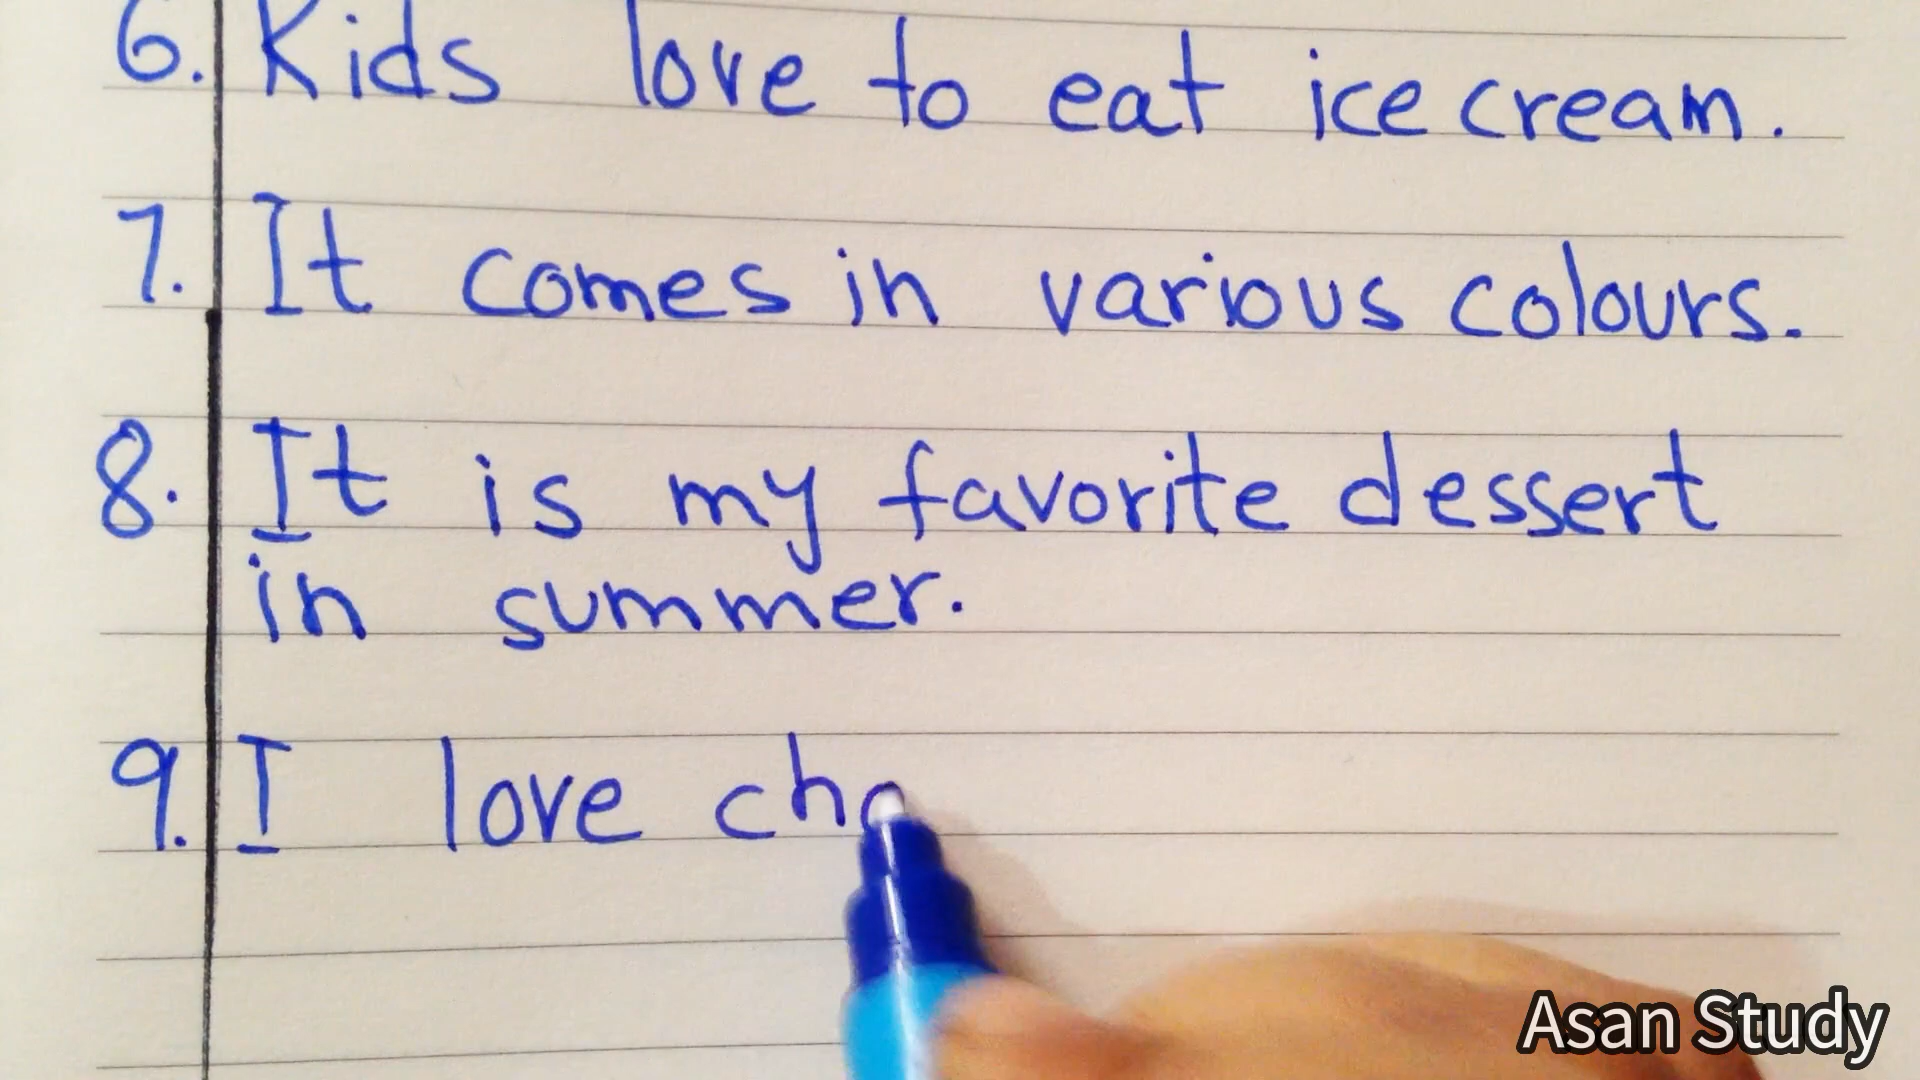 6. Kids love to eat ice cream.
7. It comes in various colours.
8. It is my favorite dessert
in summer.
9. I love cho
Asan Study